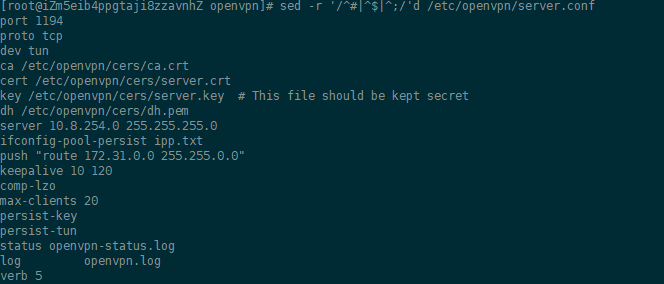 [root@iZm5eib4ppgtaji8zzavnhZ openvpn]# sed -r '/^#|^$|^;/'d /etc/openvpn/server.conf
port 1194
proto tcp
dev tun
ca /etc/openvpn/cers/ca.crt
cert /etc/openvpn/cers/server.crt
key /etc/openvpn/cers/server.key  # This file should be kept secret
dh /etc/openvpn/cers/dh.pem
server 10.8.254.0 255.255.255.0
ifconfig-pool-persist ipp.txt
push "route 172.31.0.0 255.255.0.0"
keepalive 10 120
comp-lzo
max-clients 20
persist-key
persist-tun
status openvpn-status.log
log         openvpn.log
verb 5